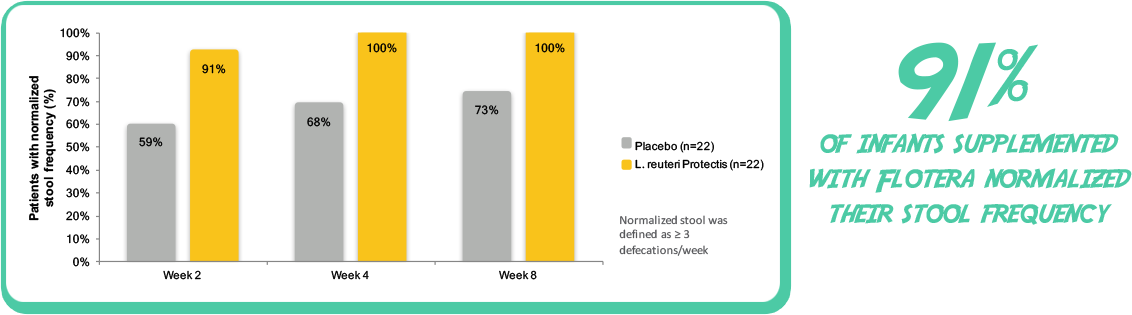 Patients with normalized
stool frequency (%)
100%
90%
80%
70%
60%
50%
40%
30%
20%
10%
0%
59%
91%
68%
100%
73%
100%
Week 2
Week 4
Week 8
Placebo (n=22)
L. reuteri Protectis (n=22)
Normalized stool was
defined as ≥ 3
defecations/week
91%
OF INFANTS SUPPLEMENTED
WITH FLOTERA NORMALIZED
THEIR STOOL FREQUENCY